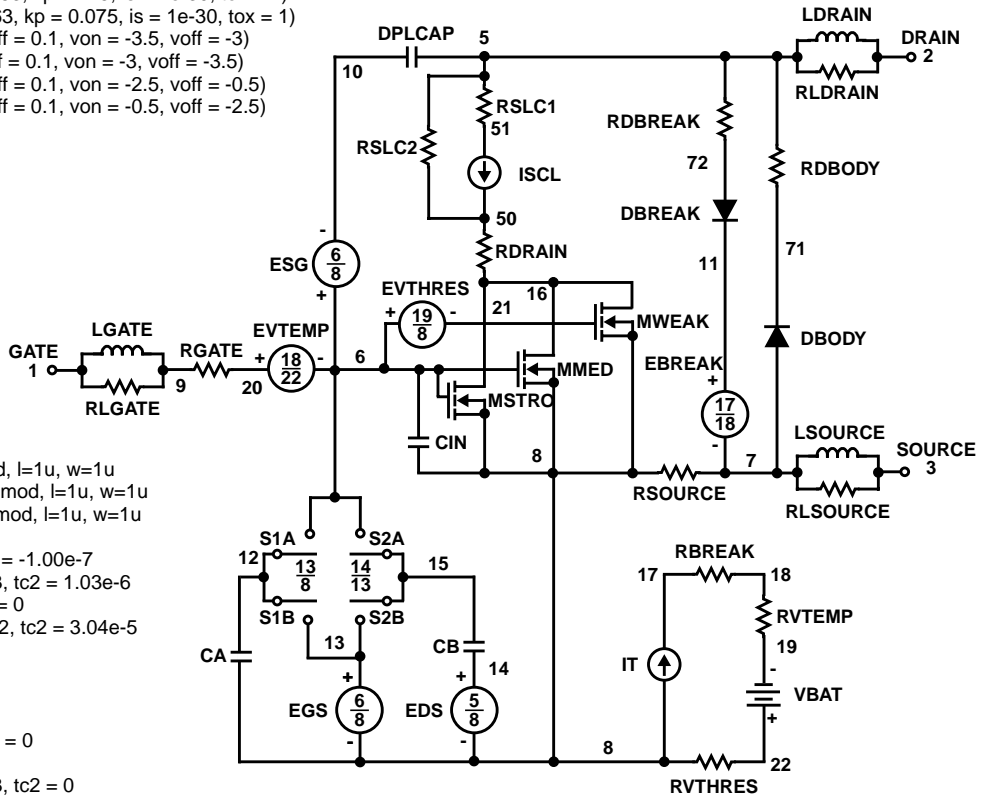 63, kp = 0.075, is = 1e-30, tox = 1)
off = 0.1, von = -3.5, voff = -3)
f = 0.1, von = -3, voff = -3.5)
ff = 0.1, von = -2.5, voff = -0.5)
ff = 0.1, von = -0.5, voff = -2.5)
DPLCAP
10
5
LDRAIN
DRAIN
2
RLDRAIN
RSLC1
51
RSLC2
ISCL
50
RDRAIN
RDBREAK
72
RDBODY
DBREAK
11
71
DBODY
-
ESG
6
8
+
EVTHRES
+
19
8
-
16
21
MWEAK
LGATE
EVTEMP
GATE
1
RGATE
+
18
22
-
6
9
20
RLGATE
MMED
MSTRO
EBREAK
+
17
18
-
CIN
8
RSOURCE
7
LSOURCE
SOURCE
3
RLSOURCE
d, l=1u, w=1u
mod, l=1u, w=1u
mod, l=1u, w=1u
= -1.00e-7
3, tc2 = 1.03e-6
= 0
2, tc2 = 3.04e-5
= 0
3, tc2 = 0
S1A
S2A
12
13
8
14
13
15
S1B
S2B
13
CA
CB
14
+
EGS
6
8
-
+
EDS
5
8
-
8
RBREAK
17
18
RVTEMP
19
IT
-
VBAT
+
22
RVTHRES